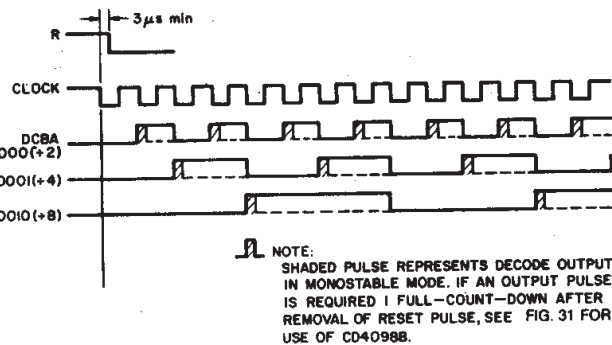 3μs min
R
CLOCK
DCBA
000(÷2)
0001(÷4)
0010(÷8)
NOTE:
SHADED PULSE REPRESENTS DECODE OUTPUT
IN MONOSTABLE MODE. IF AN OUTPUT PULSE
IS REQUIRED 1 FULL-COUNT-DOWN AFTER
REMOVAL OF RESET PULSE, SEE FIG. 31 FOR
USE OF CD4098B.